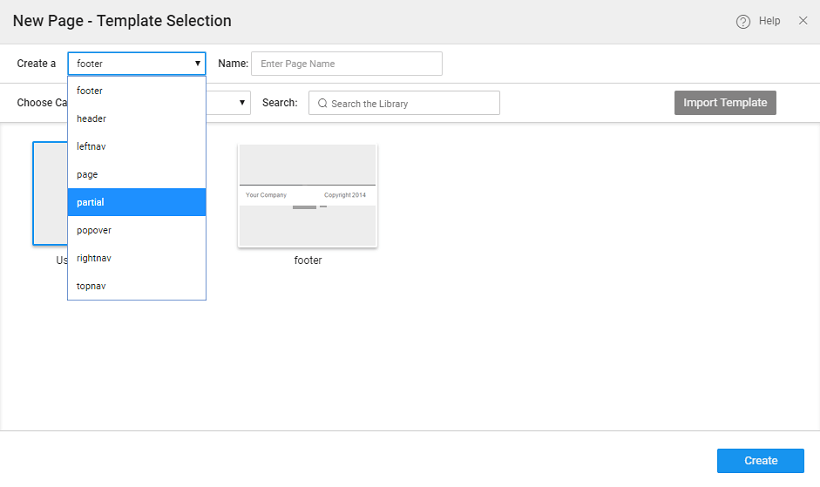 New Page - Template Selection
Help
Create a
footer
Name:
Enter Page Name
footer
header
leftnav
page
partial
popover
rightnav
topnav
Choose Ca
Search:
Search the Library
Import Template
Your Company
Copyright 2014
Us
footer
Create